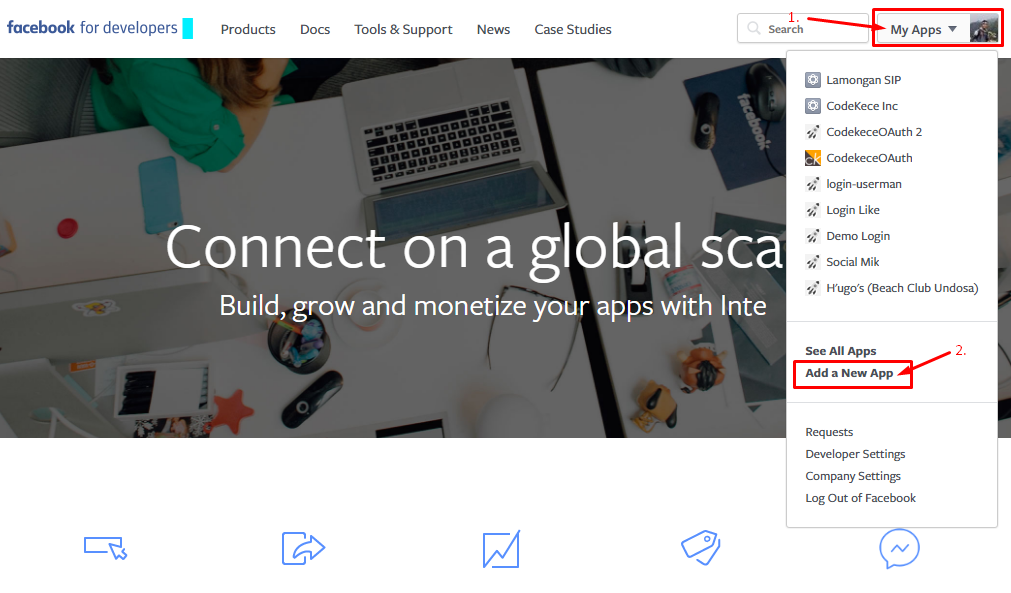 facebook for developers
Products
Docs
Tools & Support
News
Case Studies
1.
Search
My Apps
Lamongan SIP
CodeKece Inc
CodekeceOAuth 2
ck
CodekeceOAuth
login-userman
Login Like
Demo Login
Social Mik
H'ugo's (Beach Club Undosa)
facebook
Connect on a global sca
Build, grow and monetize your apps with Inte
See All Apps
2.
Add a New App
Requests
Developer Settings
Company Settings
Log Out of Facebook